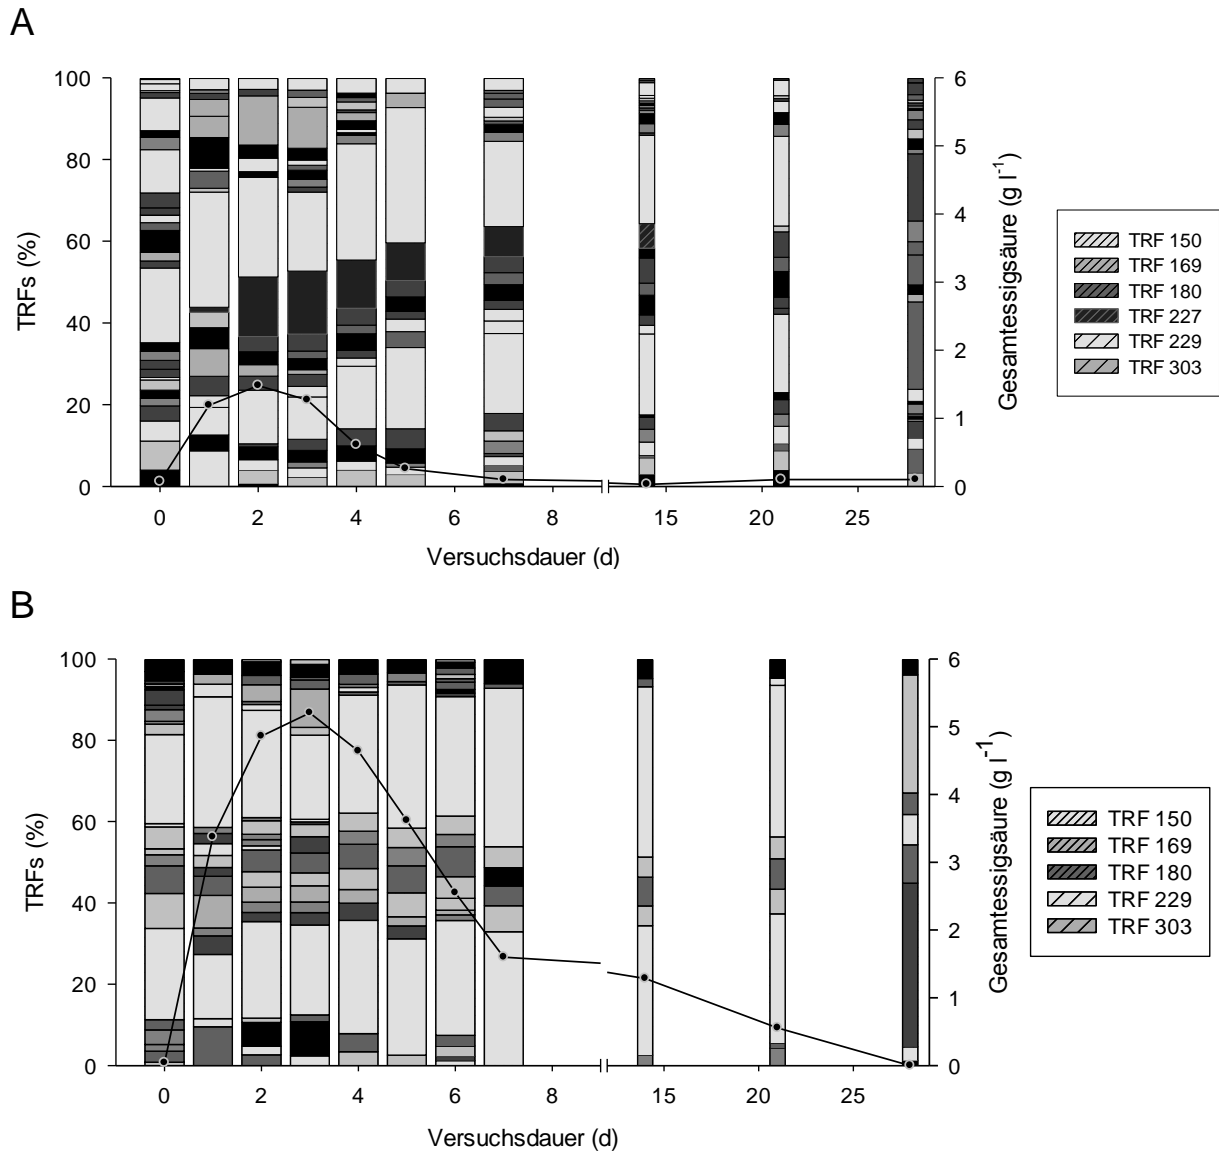 A
100
80
60
40
20
0
TRFs (%)
6
5
4
3
2
1
0
Gesamtessigsäure (g l⁻¹)
0 2 4 6 8 15 20 25
Versuchsdauer (d)
TRF 150
TRF 169
TRF 180
TRF 227
TRF 229
TRF 303
B
100
80
60
40
20
0
TRFs (%)
6
5
4
3
2
1
0
Gesamtessigsäure (g l⁻¹)
0 2 4 6 8 15 20 25
Versuchsdauer (d)
TRF 150
TRF 169
TRF 180
TRF 229
TRF 303